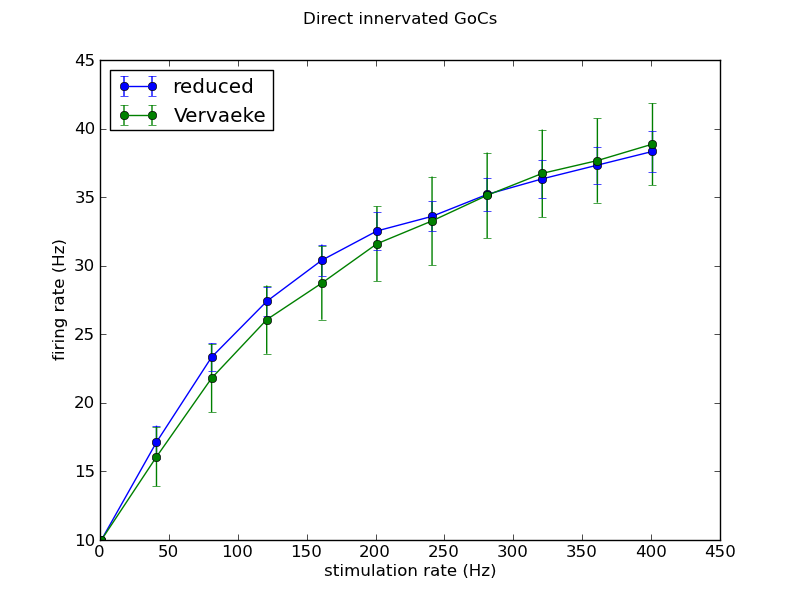 Direct innervated GoCs
reduced
Vervaeke
firing rate (Hz)
45
40
35
30
25
20
15
10
0 50 100 150 200 250 300 350 400 450
stimulation rate (Hz)